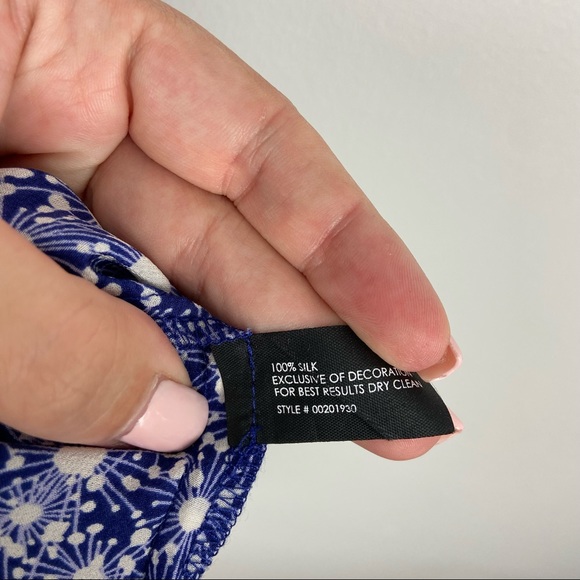 100% SILK
EXCLUSIVE OF DECORATION
FOR BEST RESULTS DRY CLEAN
STYLE # 00201930